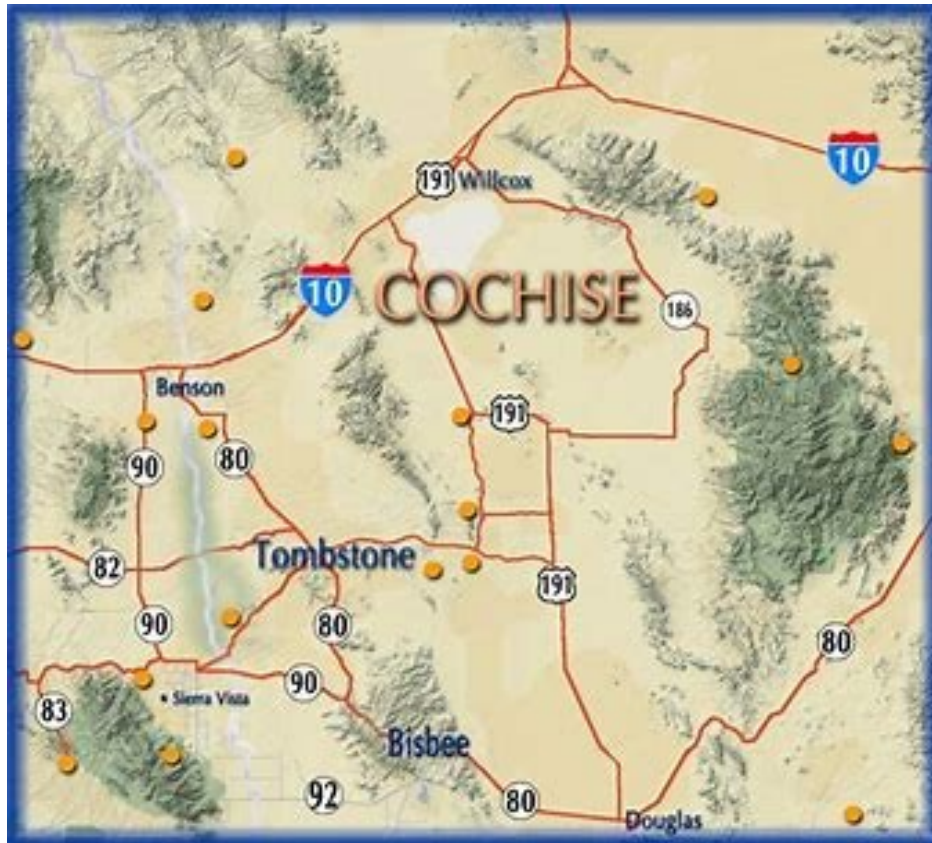 10
191 Willcox
10
COCHISE
186
Benson
191
90
80
Tombstone
82
191
90
80
80
90
Sierra Vista
83
Bisbee
92
80
Douglas